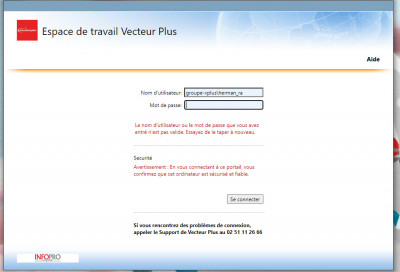 Espace de travail Vecteur Plus
Aide
Nom d'utilisateur: groupe-vplus\herman_ra
Mot de passe:
Le nom d'utilisateur ou le mot de passe que vous avez
entré n'est pas valide. Essayez de le taper à nouveau.
Sécurité
Avertissement : En vous connectant à ce portail, vous
confirmez que cet ordinateur est sécurisé et fiable.
Se connecter
Si vous rencontrez des problèmes de connexion,
appeler le Support de Vecteur Plus au 02 51 11 26 66
INFOPRO